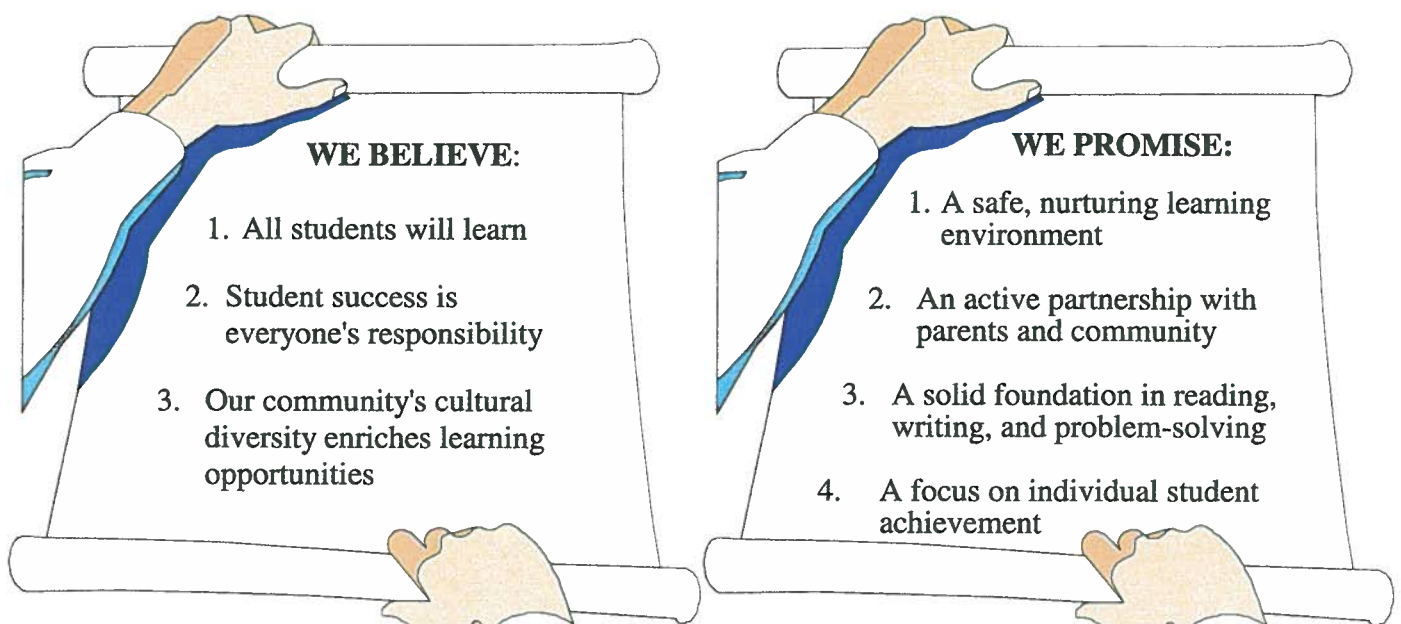 WE BELIEVE:
1. All students will learn
2. Student success is
everyone's responsibility
3. Our community's cultural
diversity enriches learning
opportunities
WE PROMISE:
1. A safe, nurturing learning
environment
2. An active partnership with
parents and community
3. A solid foundation in reading,
writing, and problem-solving
4. A focus on individual student
achievement